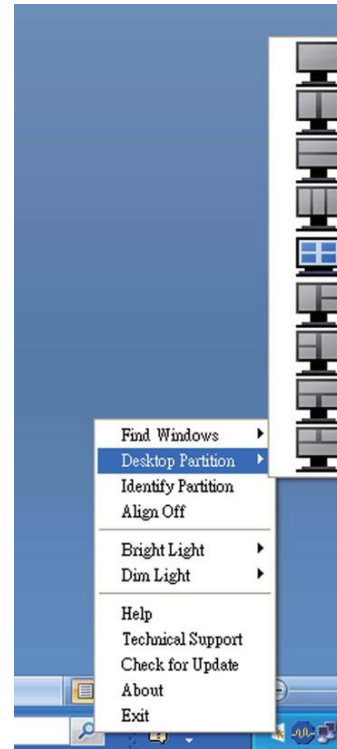 Find Windows
Desktop Partition
Identify Partition
Align Off
Bright Light
Dim Light
Help
Technical Support
Check for Update
About
Exit